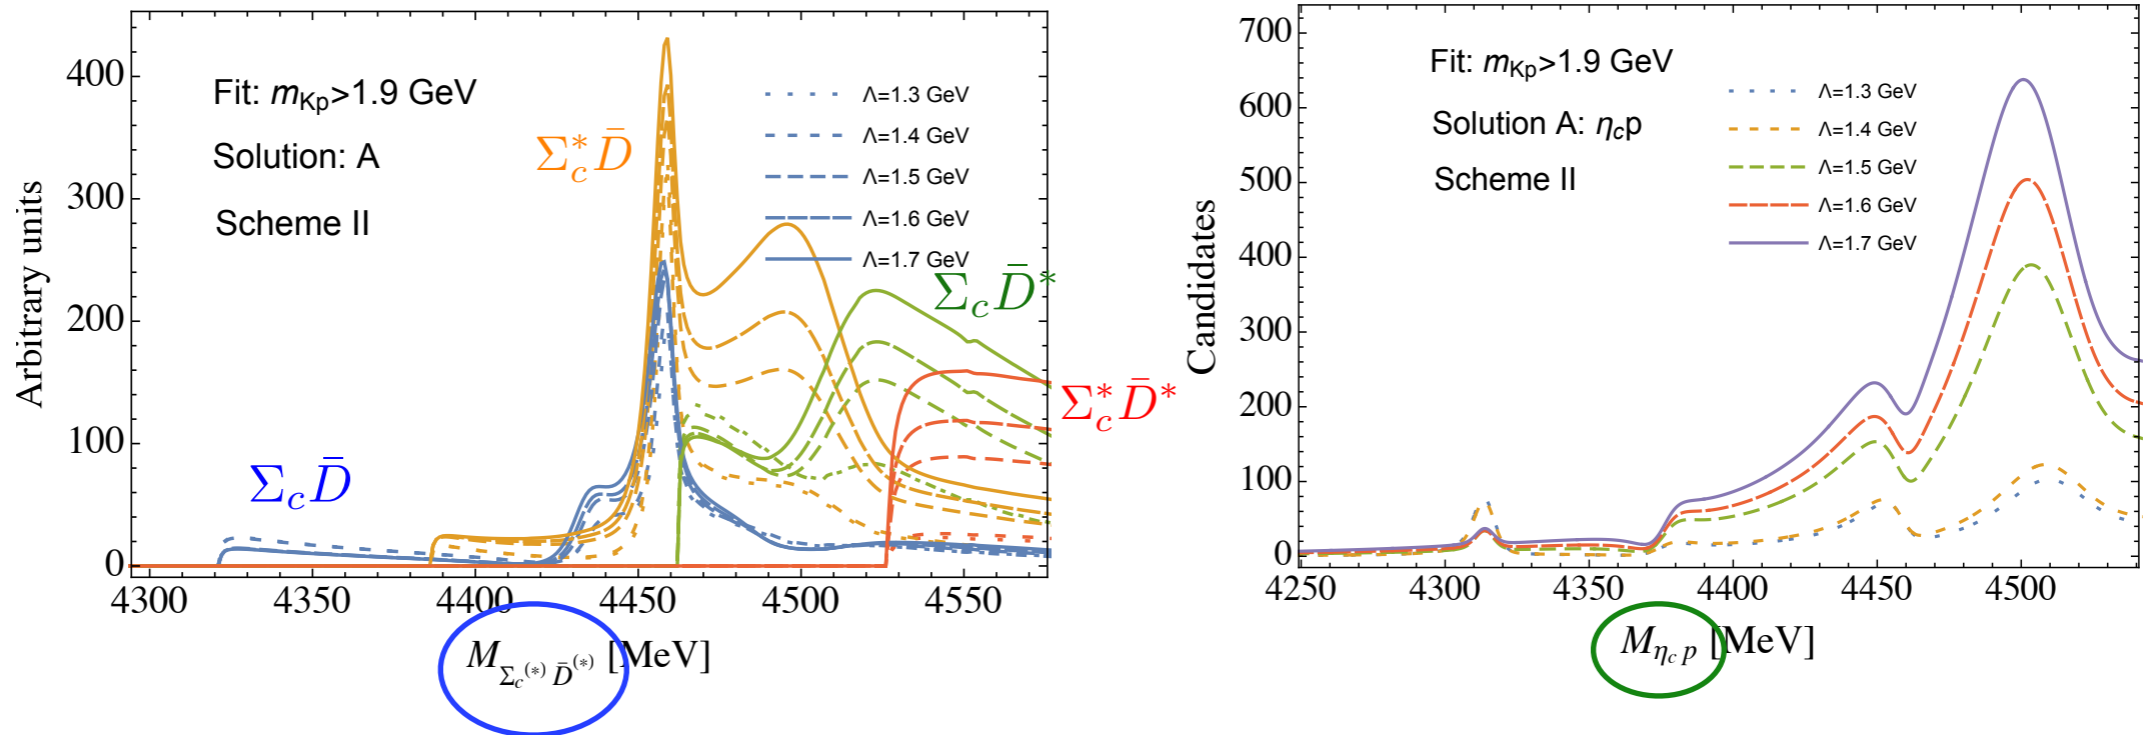 400
300
200
100
0
Arbitrary units
Fit: mKp>1.9 GeV
Solution: A
Scheme II
Σc*D̄
Λ=1.3 GeV
Λ=1.4 GeV
Λ=1.5 GeV
Λ=1.6 GeV
Λ=1.7 GeV
ΣcD̄*
Σc*D̄*
ΣcD̄
4300 4350 4400 4450 4500 4550
MΣc(*) D̄(*) [MeV]
700
600
500
400
300
200
100
0
Candidates
Fit: mKp>1.9 GeV
Solution A: ηcp
Scheme II
Λ=1.3 GeV
Λ=1.4 GeV
Λ=1.5 GeV
Λ=1.6 GeV
Λ=1.7 GeV
4250 4300 4350 4400 4450 4500
Mηc p [MeV]